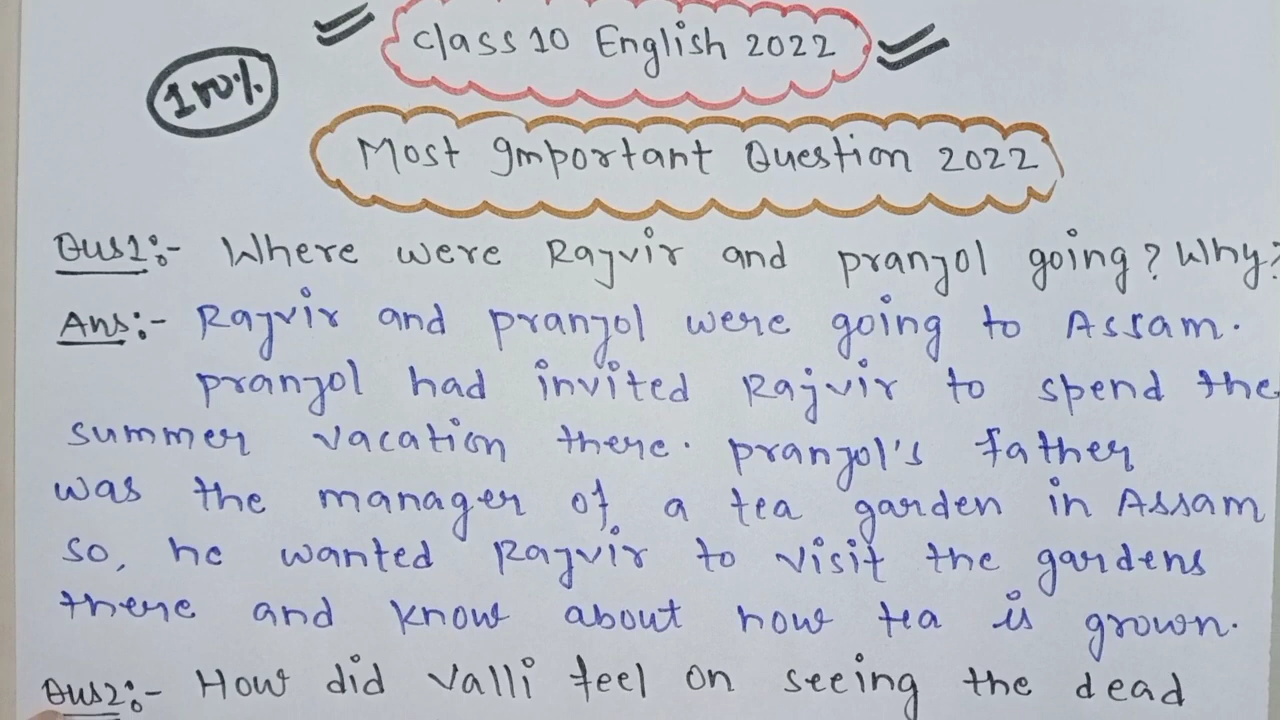 Class 10 English 2022
100%
Most Important Question 2022
Qus1:- Where were Rajvir and pranjol going? Why?
Ans:- Rajvir and pranjol were going to Assam.
pranjol had invited Rajvir to spend the
summer vacation there. pranjol's father
was the manager of a tea garden in Assam
so, he wanted Rajvir to visit the gardens
there and know about how tea is grown.
Qus2:- How did Valli feel on seeing the dead